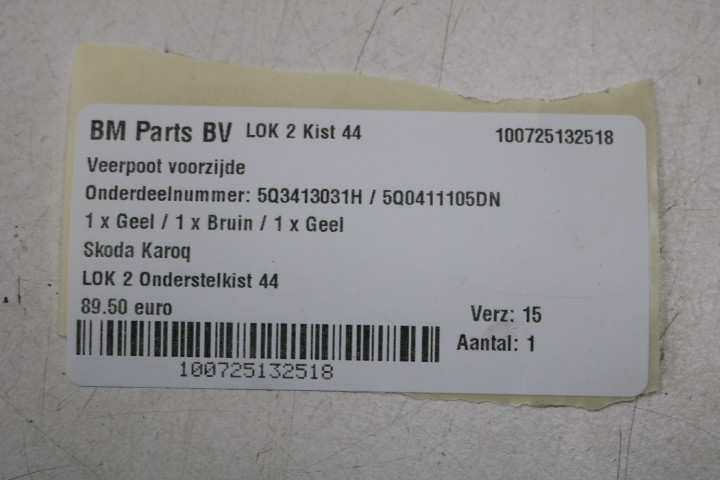 BM Parts BV LOK 2 Kist 44 100725132518
Veerpoot voorzijde
Onderdeelnummer: 5Q3413031H / 5Q0411105DN
1 x Geel / 1 x Bruin / 1 x Geel
Skoda Karoq
LOK 2 Onderstelkist 44
89.50 euro
Verz: 15
Aantal: 1
100725132518